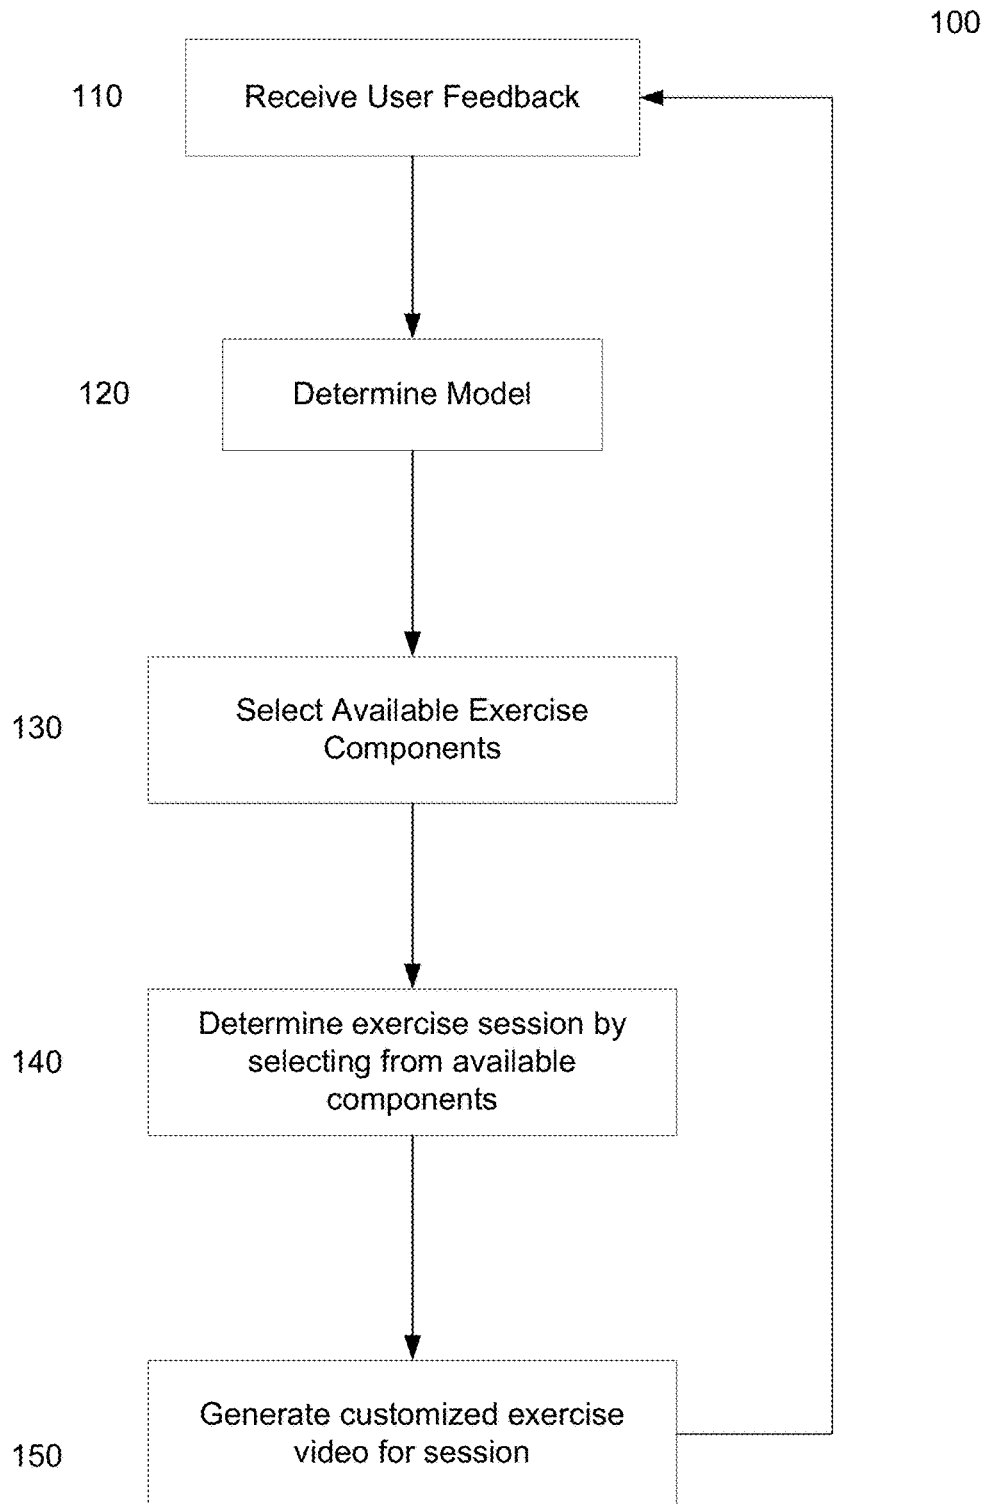 100
110
Receive User Feedback
120
Determine Model
130
Select Available Exercise
Components
140
Determine exercise session by
selecting from available
components
150
Generate customized exercise
video for session